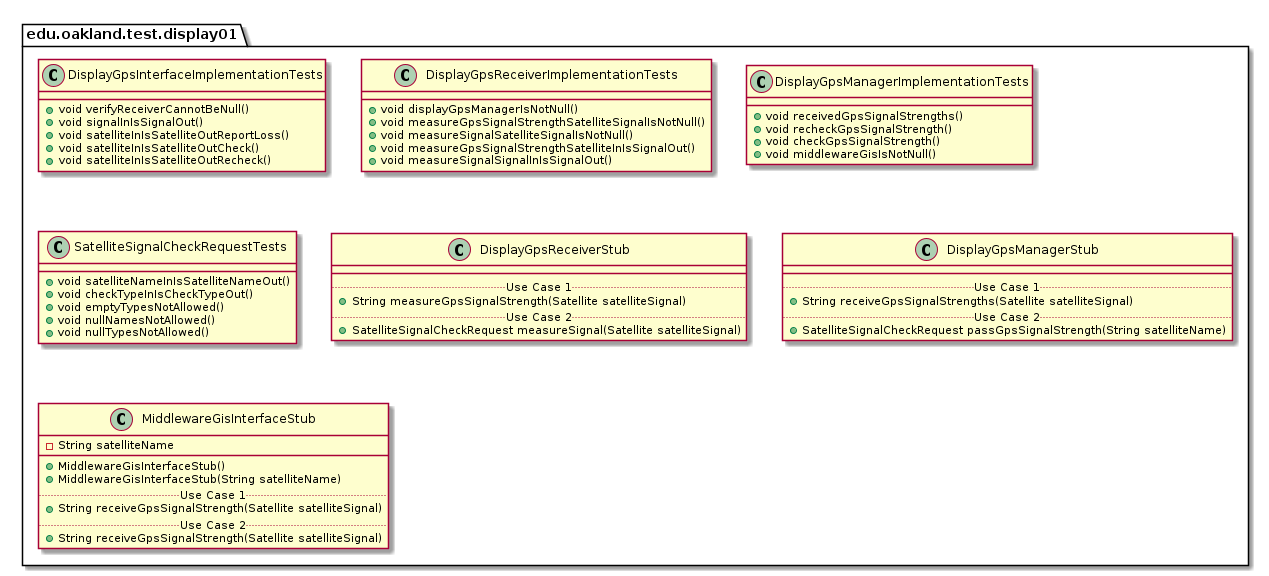 edu.oakland.test.display01
C DisplayGpsInterfaceImplementationTests
void verifyReceiverCannotBeNull()
void signalInIsSignalOut()
void satelliteInIsSatelliteOutReportLoss()
void satelliteInIsSatelliteOutCheck()
void satelliteInIsSatelliteOutRecheck()
C DisplayGpsReceiverImplementationTests
void displayGpsManagerIsNotNull()
void measureGpsSignalStrengthSatelliteSignalIsNotNull()
void measureSignalSatelliteSignalIsNotNull()
void measureGpsSignalStrengthSatelliteInIsSignalOut()
void measureSignalSignalInIsSignalOut()
C DisplayGpsManagerImplementationTests
void receivedGpsSignalStrengths()
void recheckGpsSignalStrength()
void checkGpsSignalStrength()
void middlewareGisIsNotNull()
C SatelliteSignalCheckRequestTests
void satelliteNameInIsSatelliteNameOut()
void checkTypeInIsCheckTypeOut()
void emptyTypesNotAllowed()
void nullNamesNotAllowed()
void nullTypesNotAllowed()
C DisplayGpsReceiverStub
Use Case 1
String measureGpsSignalStrength(Satellite satelliteSignal)
Use Case 2
SatelliteSignalCheckRequest measureSignal(Satellite satelliteSignal)
C DisplayGpsManagerStub
Use Case 1
String receiveGpsSignalStrengths(Satellite satelliteSignal)
Use Case 2
SatelliteSignalCheckRequest passGpsSignalStrength(String satelliteName)
C MiddlewareGisInterfaceStub
String satelliteName
MiddlewareGisInterfaceStub()
MiddlewareGisInterfaceStub(String satelliteName)
Use Case 1
String receiveGpsSignalStrength(Satellite satelliteSignal)
Use Case 2
String receiveGpsSignalStrength(Satellite satelliteSignal)